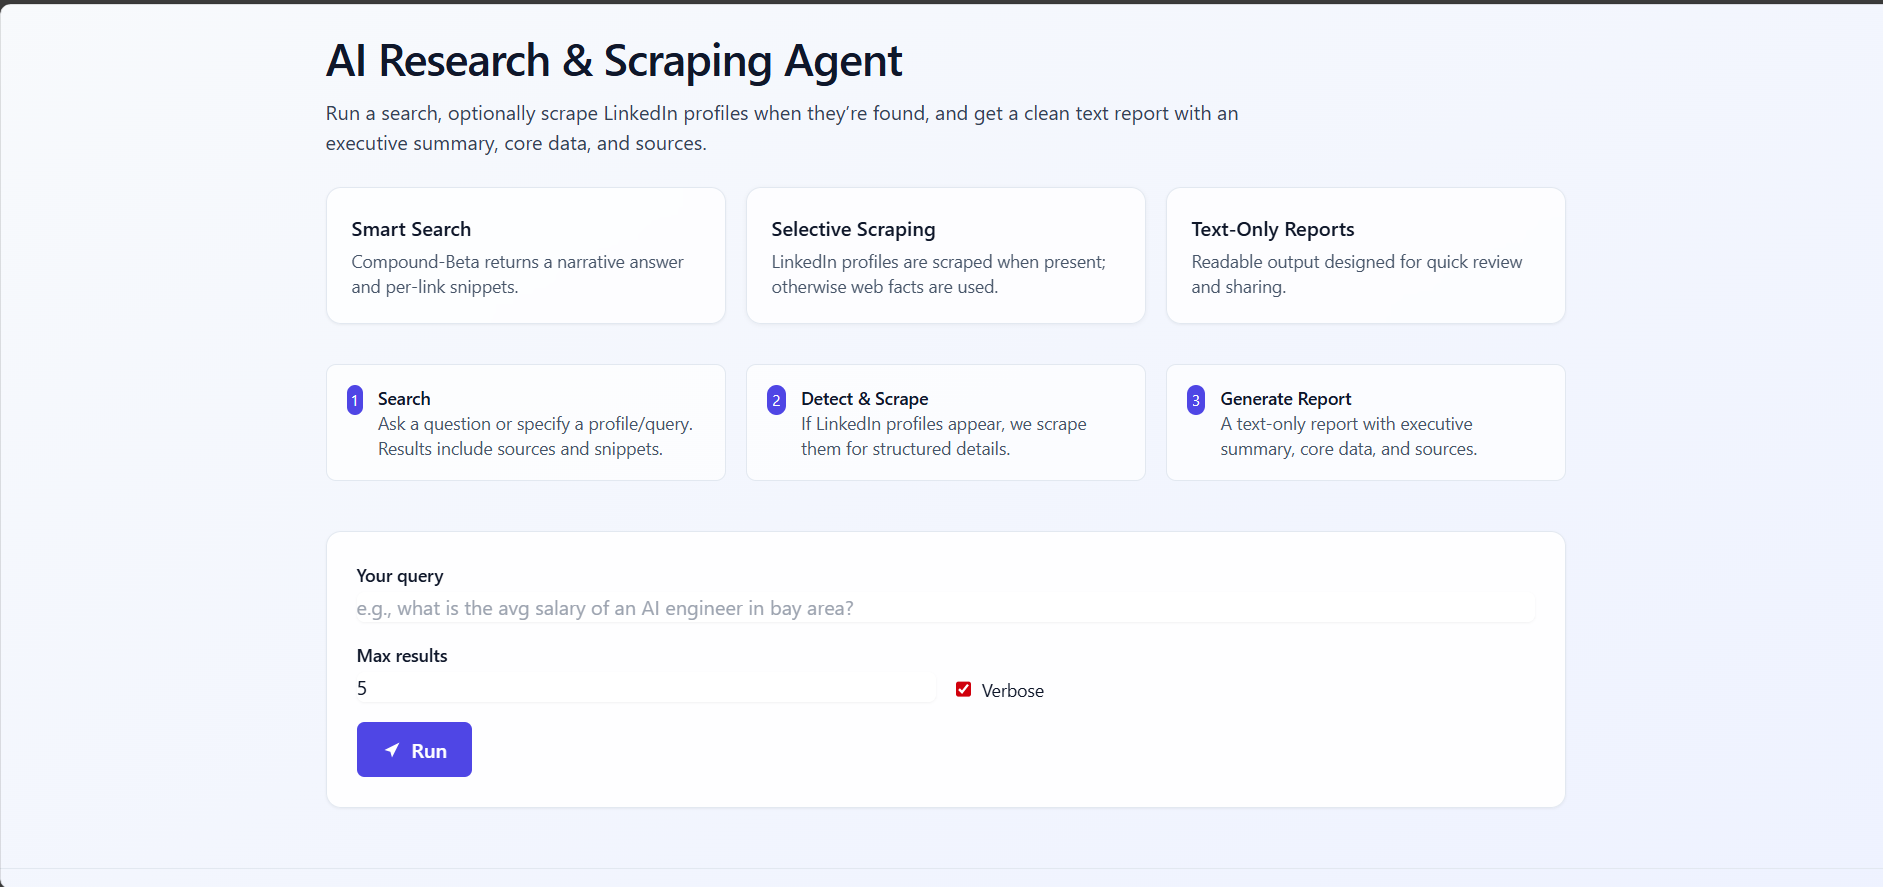 AI Research & Scraping Agent
Run a search, optionally scrape LinkedIn profiles when they’re found, and get a clean text report with an
executive summary, core data, and sources.
Smart Search
Compound-Beta returns a narrative answer
and per-link snippets.
Selective Scraping
LinkedIn profiles are scraped when present;
otherwise web facts are used.
Text-Only Reports
Readable output designed for quick review
and sharing.
1
Search
Ask a question or specify a profile/query.
Results include sources and snippets.
2
Detect & Scrape
If LinkedIn profiles appear, we scrape
them for structured details.
3
Generate Report
A text-only report with executive
summary, core data, and sources.
Your query
e.g., what is the avg salary of an AI engineer in bay area?
Max results
5
Verbose
Run